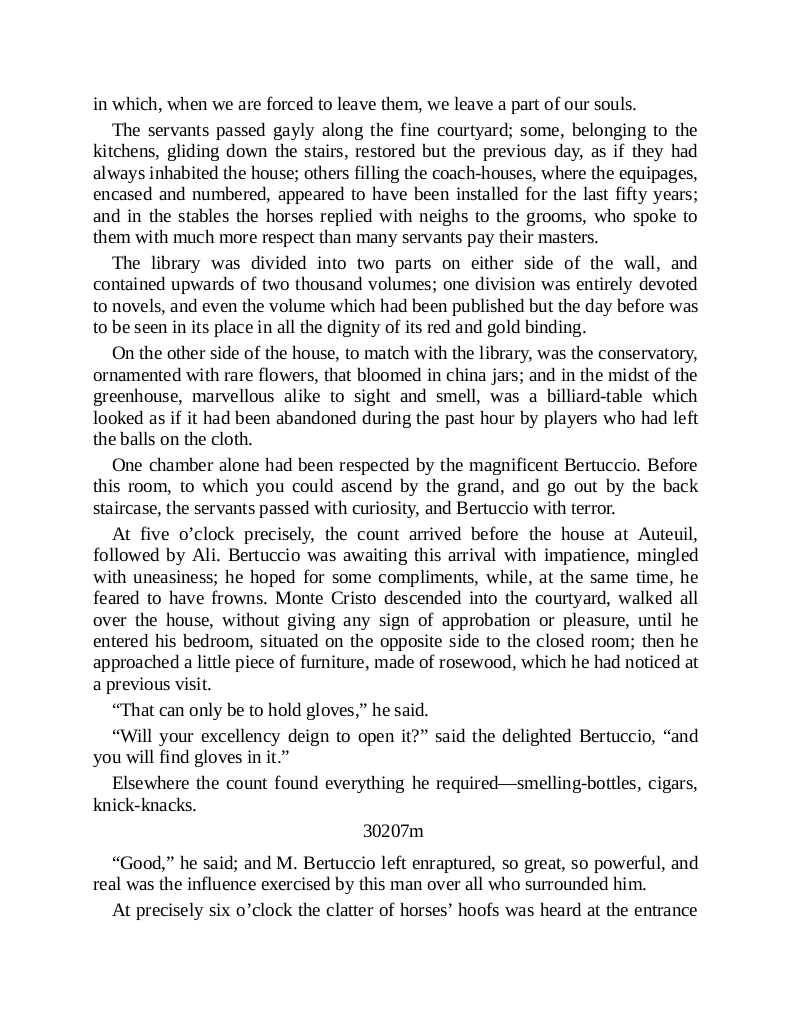 in which, when we are forced to leave them, we leave a part of our souls.
The servants passed gayly along the fine courtyard; some, belonging to the
kitchens, gliding down the stairs, restored but the previous day, as if they had
always inhabited the house; others filling the coach-houses, where the equipages,
encased and numbered, appeared to have been installed for the last fifty years;
and in the stables the horses replied with neighs to the grooms, who spoke to
them with much more respect than many servants pay their masters.
The library was divided into two parts on either side of the wall, and
contained upwards of two thousand volumes; one division was entirely devoted
to novels, and even the volume which had been published but the day before was
to be seen in its place in all the dignity of its red and gold binding.
On the other side of the house, to match with the library, was the conservatory,
ornamented with rare flowers, that bloomed in china jars; and in the midst of the
greenhouse, marvellous alike to sight and smell, was a billiard-table which
looked as if it had been abandoned during the past hour by players who had left
the balls on the cloth.
One chamber alone had been respected by the magnificent Bertuccio. Before
this room, to which you could ascend by the grand, and go out by the back
staircase, the servants passed with curiosity, and Bertuccio with terror.
At five o’clock precisely, the count arrived before the house at Auteuil,
followed by Ali. Bertuccio was awaiting this arrival with impatience, mingled
with uneasiness; he hoped for some compliments, while, at the same time, he
feared to have frowns. Monte Cristo descended into the courtyard, walked all
over the house, without giving any sign of approbation or pleasure, until he
entered his bedroom, situated on the opposite side to the closed room; then he
approached a little piece of furniture, made of rosewood, which he had noticed at
a previous visit.
“That can only be to hold gloves,” he said.
“Will your excellency deign to open it?” said the delighted Bertuccio, “and
you will find gloves in it.”
Elsewhere the count found everything he required—smelling-bottles, cigars,
knick-knacks.
30207m
“Good,” he said; and M. Bertuccio left enraptured, so great, so powerful, and
real was the influence exercised by this man over all who surrounded him.
At precisely six o’clock the clatter of horses’ hoofs was heard at the entrance